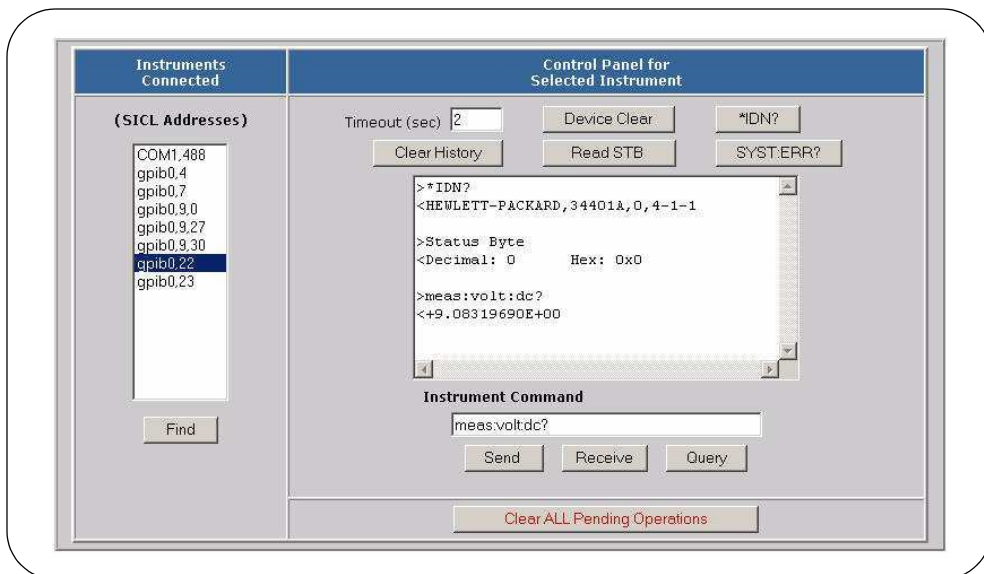 Instruments
Connected
(SICL Addresses)
COM1,488
gpib0,4
gpib0,7
gpib0,9,0
gpib0,9,27
gpib0,9,30
gpib0,22
gpib0,23
Find
Control Panel for
Selected Instrument
Timeout (sec) 2 Device Clear *IDN?
Clear History Read STB SYST:ERR?
>*IDN?
<HEWLETT-PACKARD,34401A,0,4-1-1
>Status Byte
<Decimal: 0 Hex: 0x0
>meas:volt:dc?
<+9.08319690E+00
Instrument Command
meas:volt:dc?
Send Receive Query
Clear ALL Pending Operations